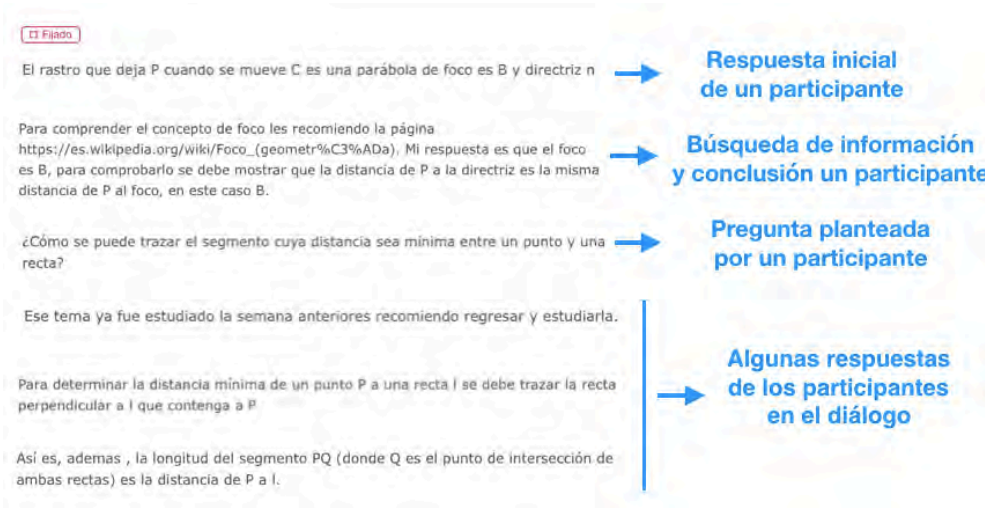 Fijado
El rastro que deja P cuando se mueve C es una parábola de foco es B y directriz n
Respuesta inicial
de un participante
Para comprender el concepto de foco les recomiendo la página
https://es.wikipedia.org/wiki/Foco_(geometr%C3%ADa). Mi respuesta es que el foco
es B, para comprobarlo se debe mostrar que la distancia de P a la directriz es la misma
distancia de P al foco, en este caso B.
Búsqueda de información
y conclusión un participante
¿Cómo se puede trazar el segmento cuya distancia sea mínima entre un punto y una
recta?
Pregunta planteada
por un participante
Ese tema ya fue estudiado la semana anteriores recomiendo regresar y estudiarla.
Para determinar la distancia mínima de un punto P a una recta l se debe trazar la recta
perpendicular a l que contenga a P
Así es, ademas , la longitud del segmento PQ (donde Q es el punto de intersección de
ambas rectas) es la distancia de P a l.
Algunas respuestas
de los participantes
en el diálogo